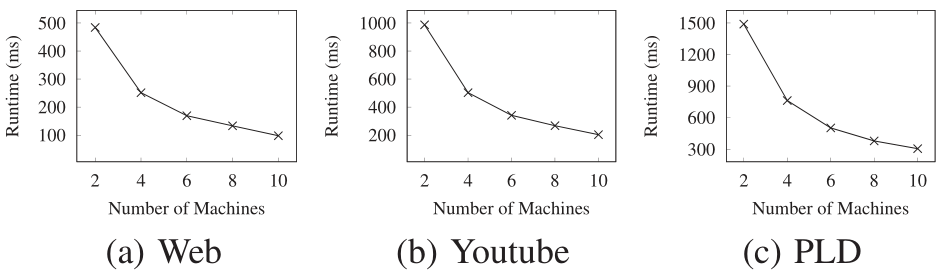 Runtime (ms)
500
400
300
200
100
2 4 6 8 10
Number of Machines
(a) Web
Runtime (ms)
1000
800
600
400
200
2 4 6 8 10
Number of Machines
(b) Youtube
Runtime (ms)
1500
1200
900
600
300
2 4 6 8 10
Number of Machines
(c) PLD